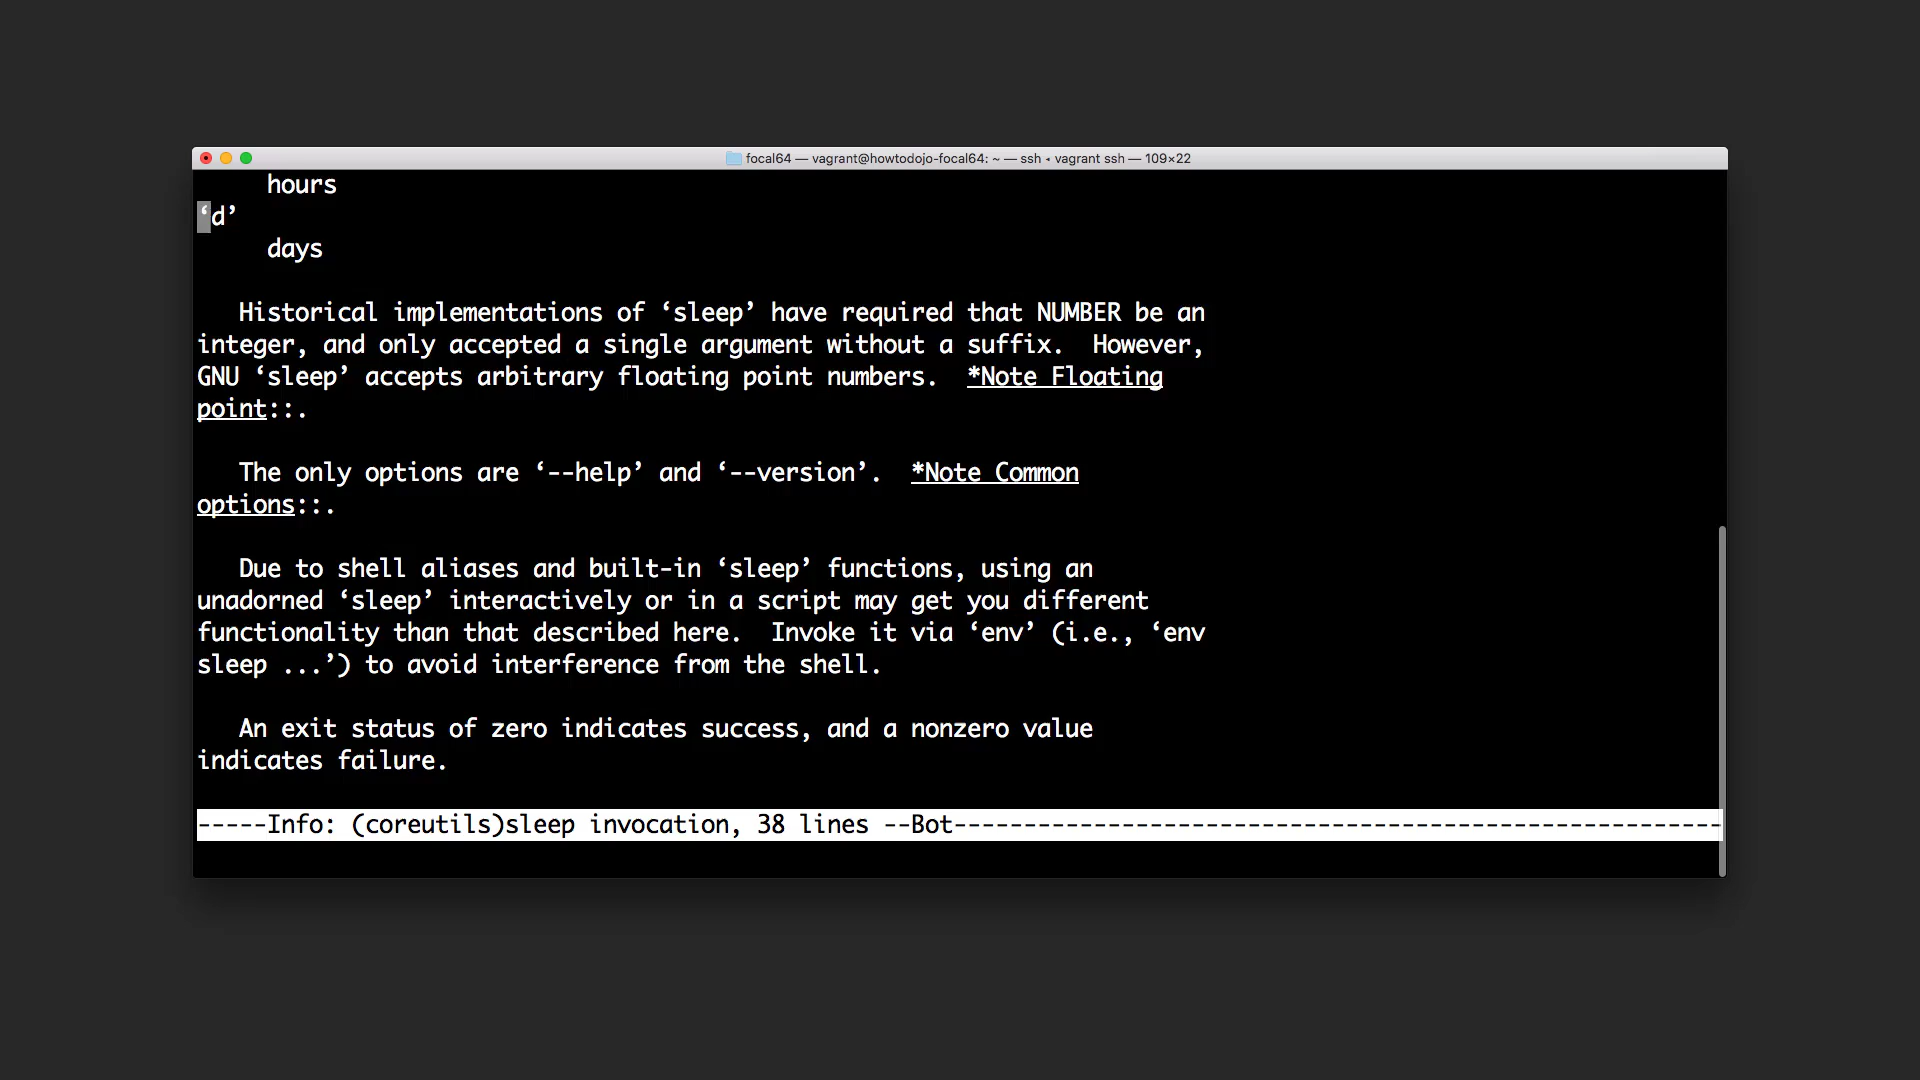 focal64 — vagrant@howtodojo-focal64: ~ — ssh ◂ vagrant ssh — 109×22
hours
‘d’
days
Historical implementations of ‘sleep’ have required that NUMBER be an
integer, and only accepted a single argument without a suffix.  However,
GNU ‘sleep’ accepts arbitrary floating point numbers.  *Note Floating
point::.
The only options are ‘--help’ and ‘--version’.  *Note Common
options::.
Due to shell aliases and built-in ‘sleep’ functions, using an
unadorned ‘sleep’ interactively or in a script may get you different
functionality than that described here.  Invoke it via ‘env’ (i.e., ‘env
sleep ...’) to avoid interference from the shell.
An exit status of zero indicates success, and a nonzero value
indicates failure.
-----Info: (coreutils)sleep invocation, 38 lines --Bot-------------------------------------------------------